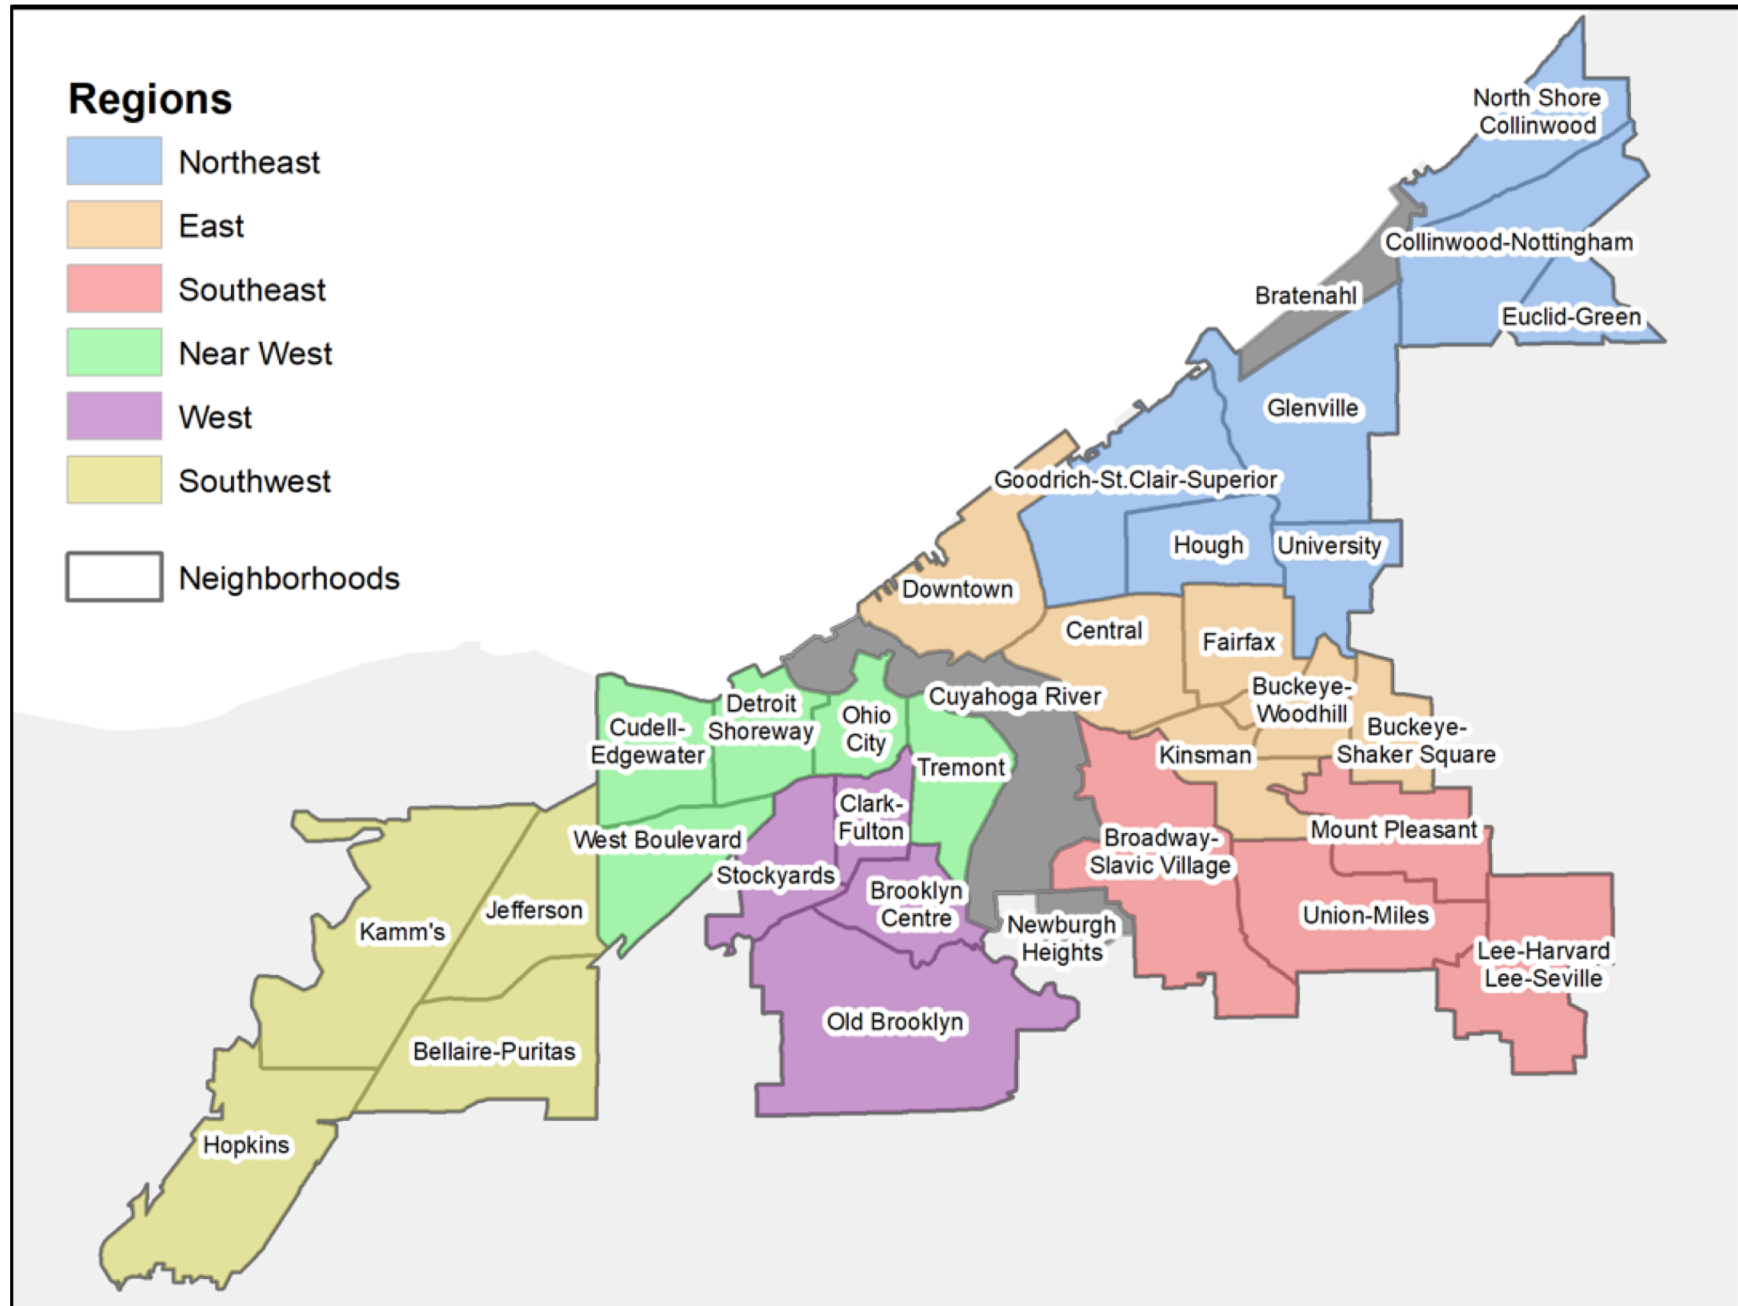 Regions
Northeast
East
Southeast
Near West
West
Southwest
Neighborhoods
North Shore
Collinwood
Collinwood-Nottingham
Bratenahl
Euclid-Green
Glenville
Goodrich-St.Clair-Superior
Hough
University
Downtown
Central
Fairfax
Cuyahoga River
Buckeye-
Woodhill
Buckeye-
Shaker Square
Detroit
Shoreway
Ohio
City
Cudell-
Edgewater
Tremont
Kinsman
Clark-
Fulton
West Boulevard
Broadway-
Slavic Village
Mount Pleasant
Stockyards
Brooklyn
Centre
Jefferson
Kamm's
Newburgh
Heights
Union-Miles
Lee-Harvard
Lee-Seville
Old Brooklyn
Bellaire-Puritas
Hopkins